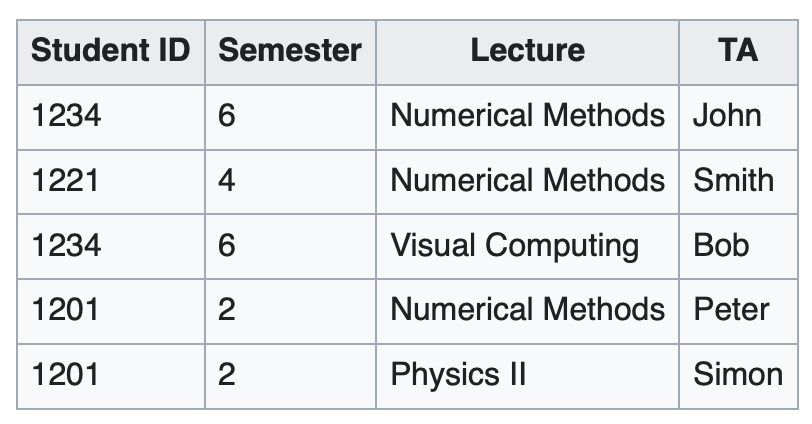 Student ID Semester Lecture TA
1234 6 Numerical Methods John
1221 4 Numerical Methods Smith
1234 6 Visual Computing Bob
1201 2 Numerical Methods Peter
1201 2 Physics II Simon